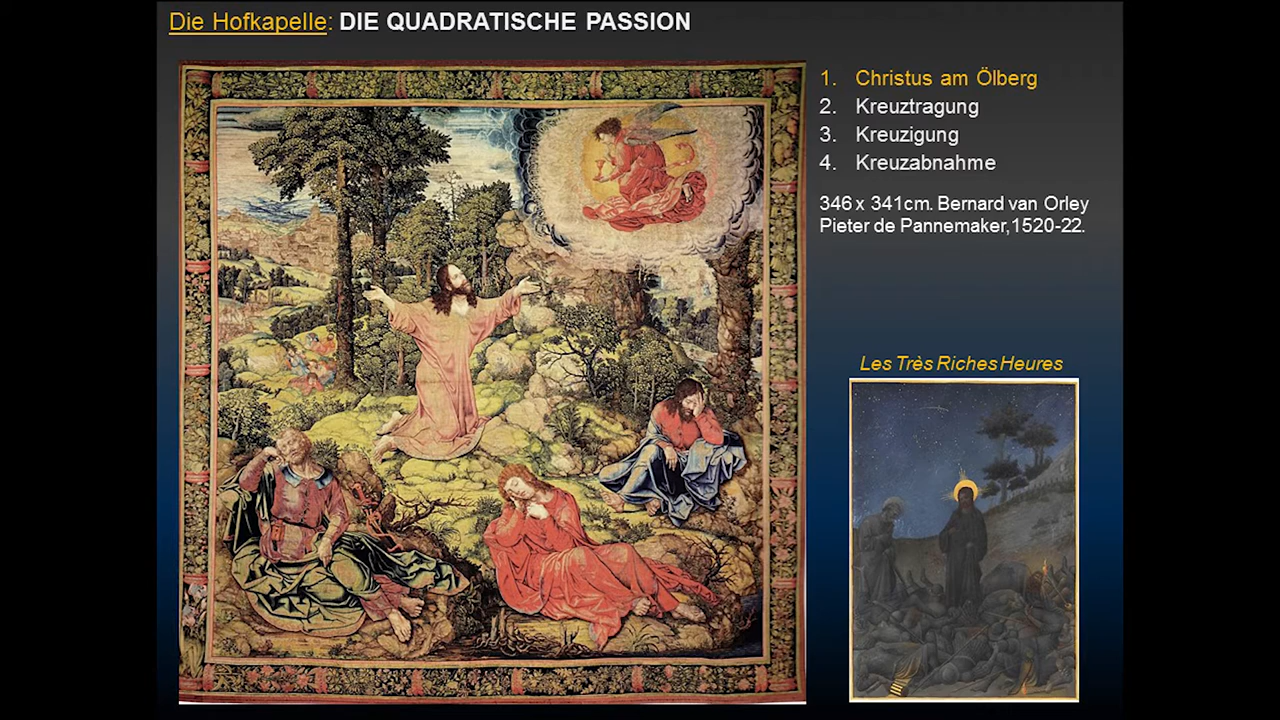 Die Hofkapelle: DIE QUADRATISCHE PASSION
1. Christus am Ölberg
2. Kreuztragung
3. Kreuzigung
4. Kreuzabnahme
346 x 341cm. Bernard van Orley
Pieter de Pannemaker,1520-22.
Les Très Riches Heures